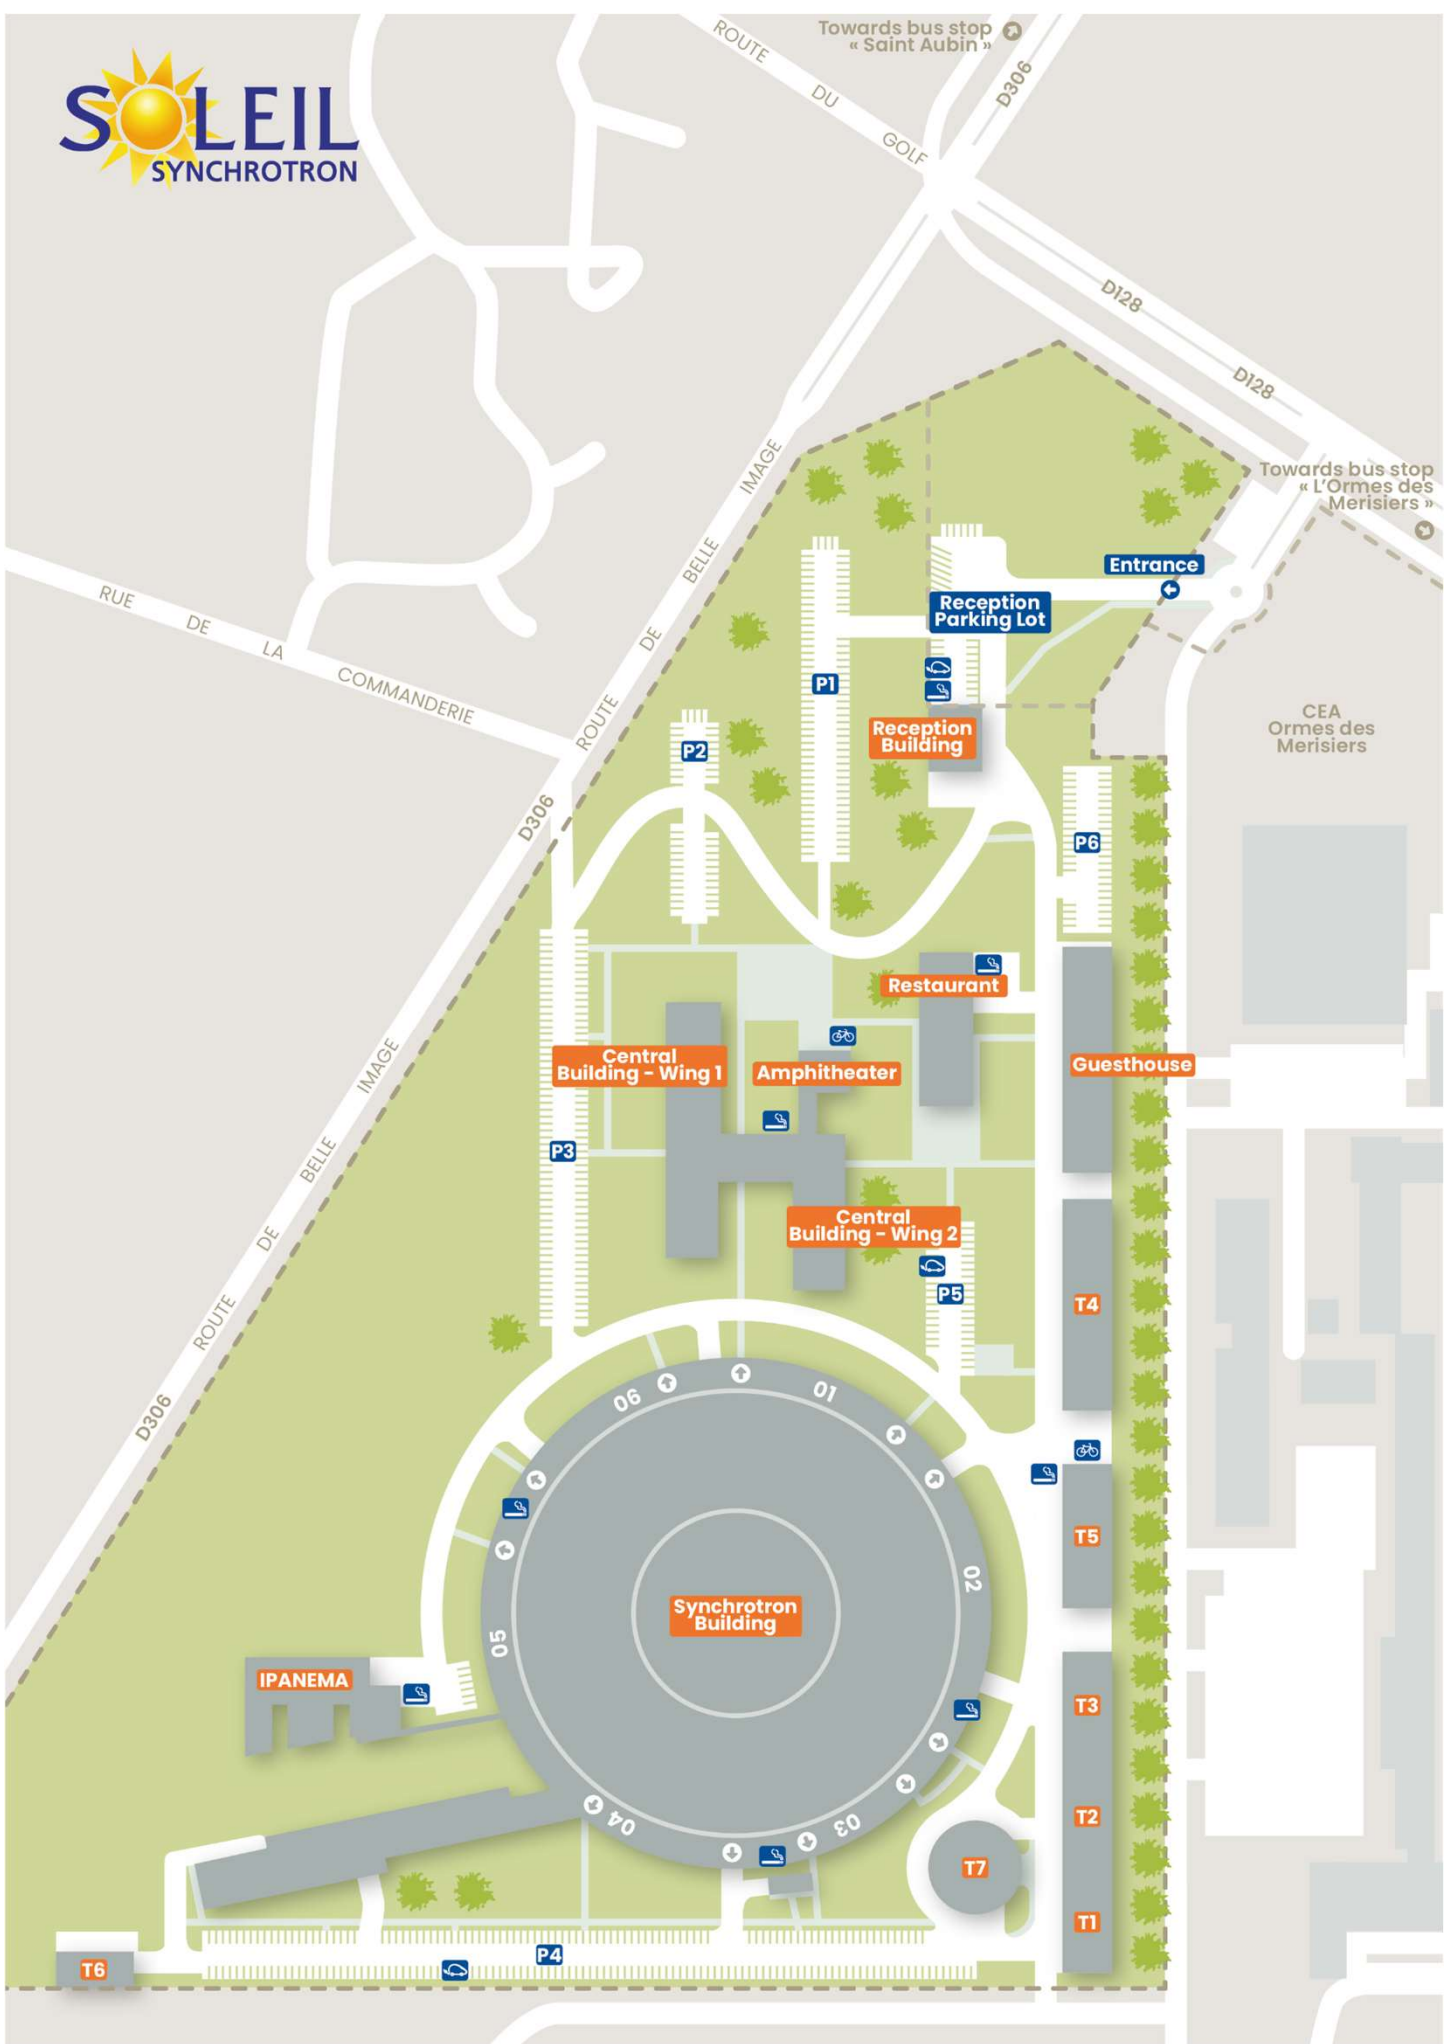 Towards bus stop
« Saint Aubin »
SOLEIL
SYNCHROTRON
ROUTE DU GOLF
D306
D128
D128
Towards bus stop
« L'Ormes des
Merisiers »
ROUTE DE BELLE IMAGE
Entrance
Reception
Parking Lot
RUE DE LA COMMANDERIE
P1
P2
Reception
Building
CEA
Ormes des
Merisiers
D306
P6
Restaurant
Central
Building - Wing 1
Amphitheater
Guesthouse
P3
ROUTE DE BELLE IMAGE
Central
Building - Wing 2
P5
T4
D306
06
01
T5
02
Synchrotron
Building
05
IPANEMA
T3
T2
04
03
T7
T1
P4
T6